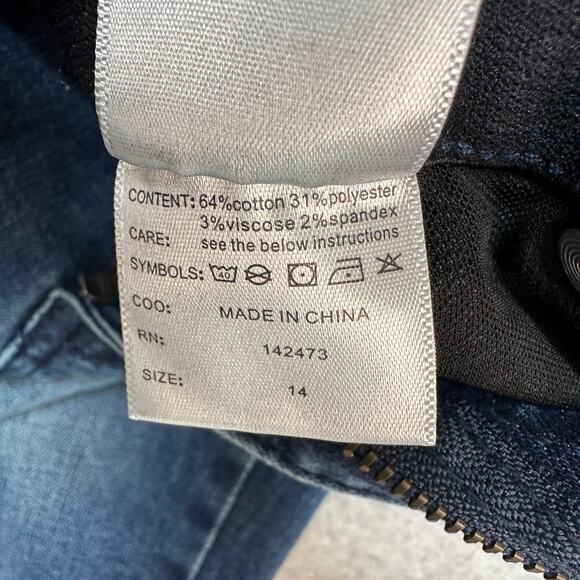 CONTENT: 64%cotton 31%polyester
3%viscose 2%spandex
CARE: see the below instructions
SYMBOLS: 40
COO: MADE IN CHINA
RN: 142473
SIZE: 14